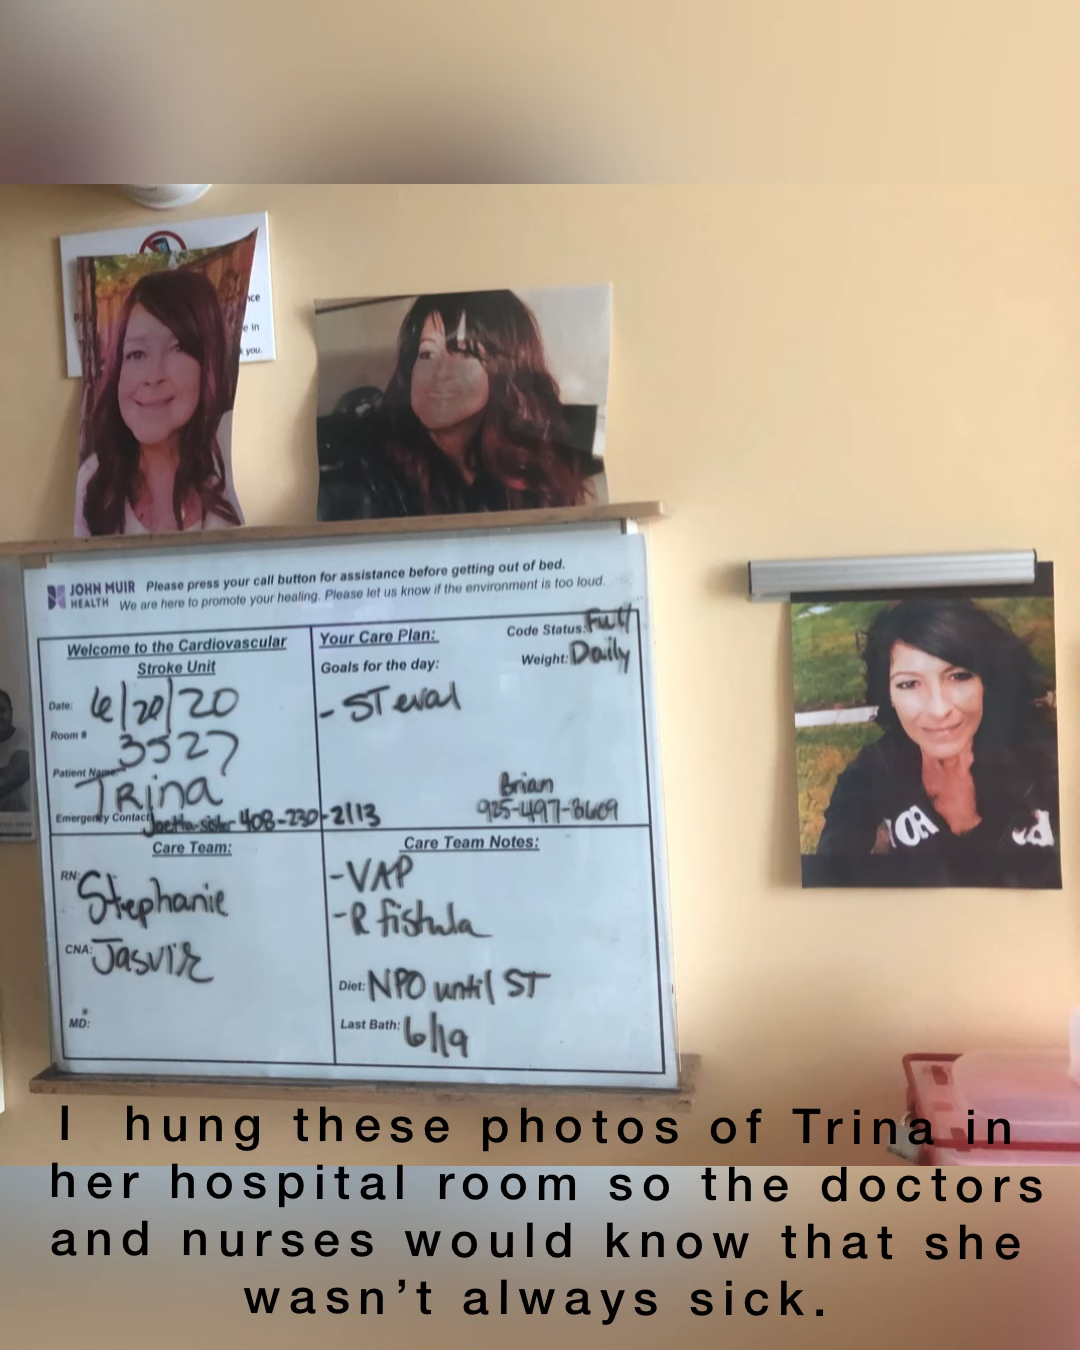 nce
e in
you.
JOHN MUIR
HEALTH
Please press your call button for assistance before getting out of bed.
We are here to promote your healing. Please let us know if the environment is too loud.
Welcome to the Cardiovascular
Stroke Unit
Date: 6/20/20
Room # 3527
Patient Name: Trina
Emergency Contact: Joetta-sister 408-230-2113
Your Care Plan:
Code Status: Full
Goals for the day:
Weight: Daily
- ST eval
Brian
925-497-8609
Care Team:
RN: Stephanie
CNA: Jasvir
MD:
Care Team Notes:
-VAP
-R fistula
Diet: NPO until ST
Last Bath: 6/19
I hung these photos of Trina in
her hospital room so the doctors
and nurses would know that she
wasn't always sick.